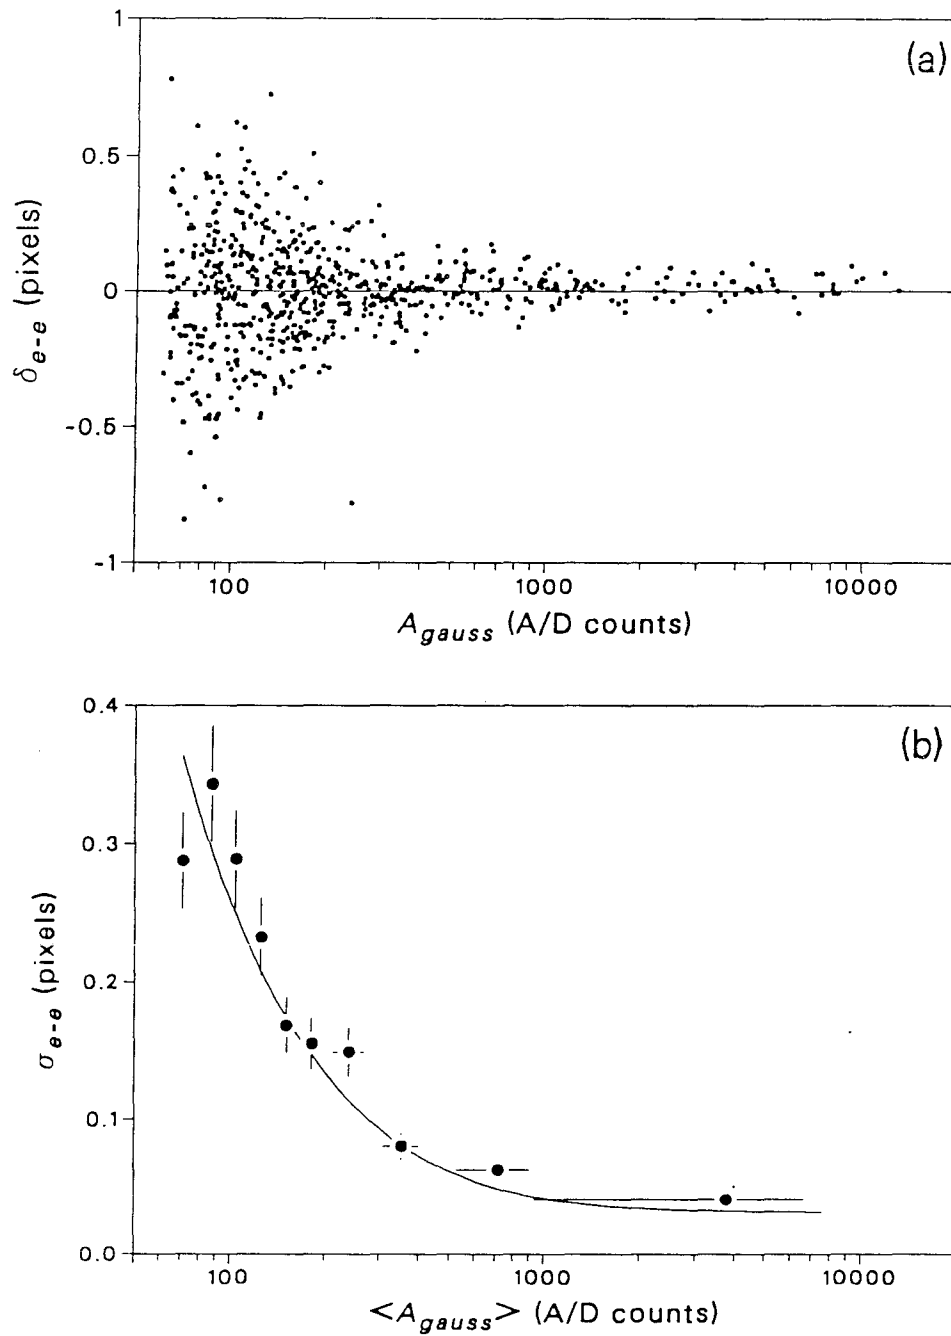 (a)
1
0.5
0
-0.5
-1
δe-e (pixels)
100 1000 10000
Agauss (A/D counts)
(b)
0.4
0.3
0.2
0.1
0.0
σe-e (pixels)
100 1000 10000
<Agauss> (A/D counts)